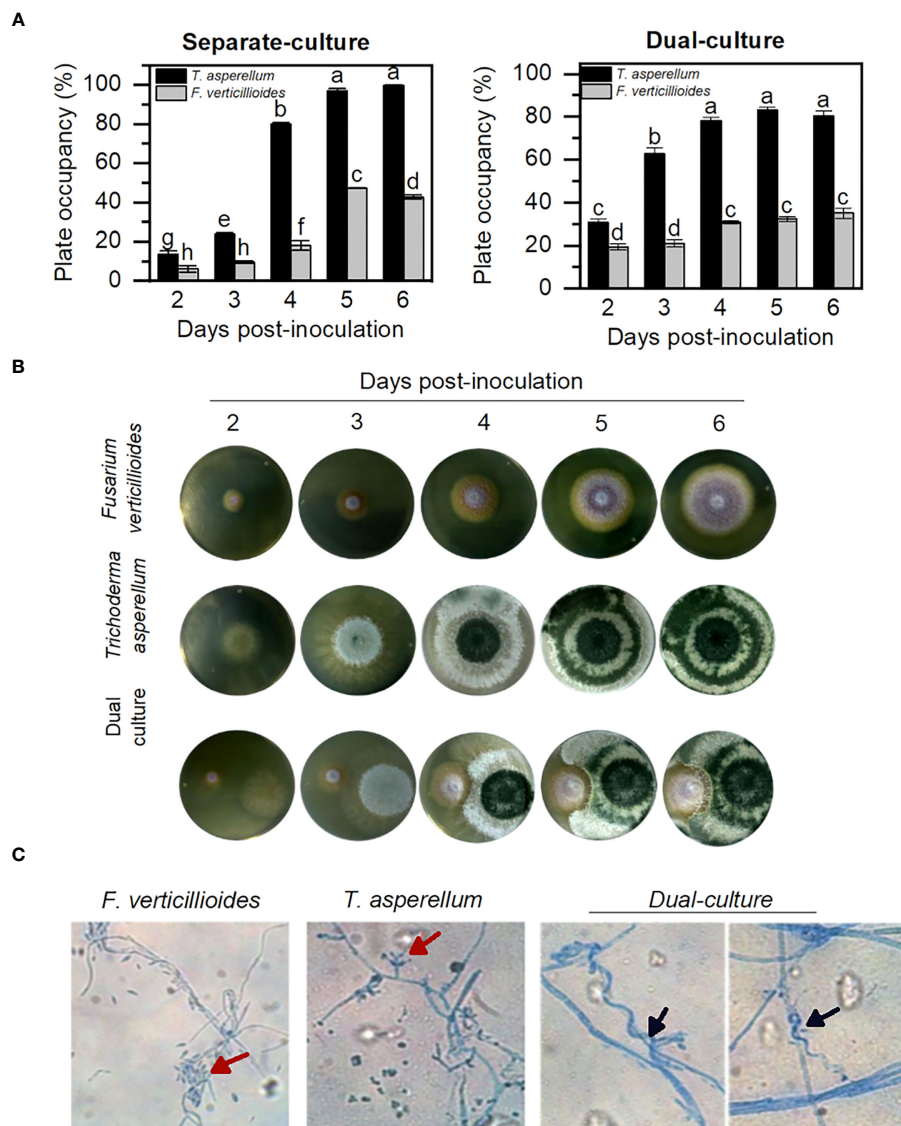 A
Separate-culture
Plate occupancy (%)
T. asperellum
F. verticillioides
100
80
60
40
20
0
g h e h b f a c a d
2 3 4 5 6
Days post-inoculation
Dual-culture
Plate occupancy (%)
T. asperellum
F. verticillioides
100
80
60
40
20
0
c d b d a c a c a c
2 3 4 5 6
Days post-inoculation
B
Days post-inoculation
2 3 4 5 6
Fusarium
verticillioides
Trichoderma
asperellum
Dual
culture
C
F. verticillioides
T. asperellum
Dual-culture